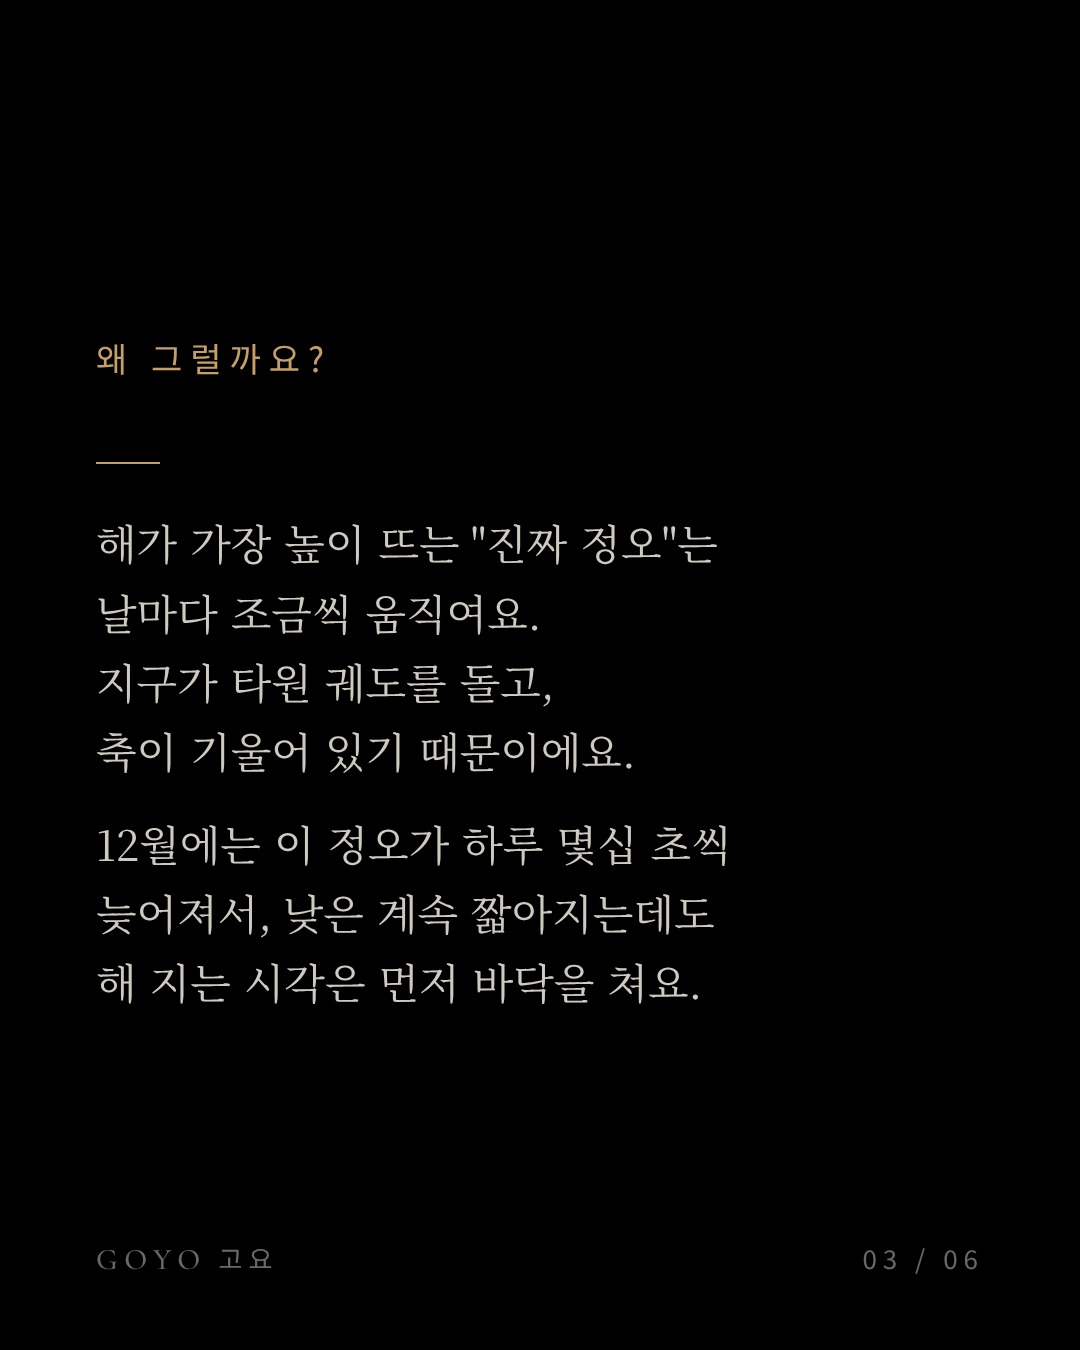 왜 그럴까요?
해가 가장 높이 뜨는 "진짜 정오"는
날마다 조금씩 움직여요.
지구가 타원 궤도를 돌고,
축이 기울어 있기 때문이에요.
12월에는 이 정오가 하루 몇십 초씩
늦어져서, 낮은 계속 짧아지는데도
해 지는 시각은 먼저 바닥을 쳐요.
GOYO 고요
03 / 06